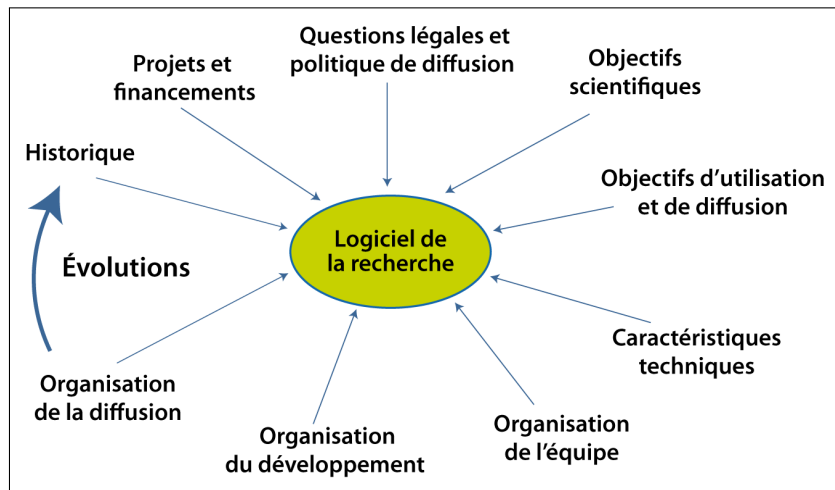 Questions légales et
politique de diffusion
Objectifs
scientifiques
Projets et
financements
Historique
Objectifs d’utilisation
et de diffusion
Logiciel de
la recherche
Évolutions
Caractéristiques
techniques
Organisation
de la diffusion
Organisation
du développement
Organisation
de l’équipe